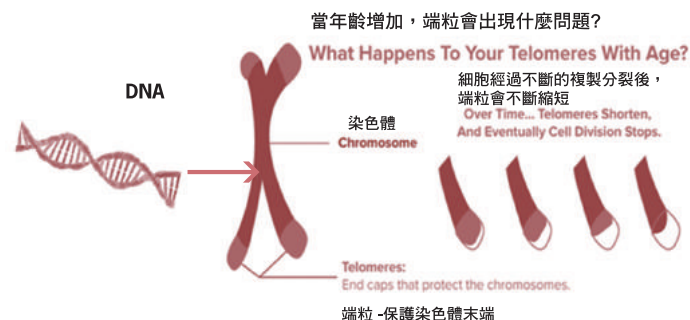 當年齡增加，端粒會出現什麼問題?
What Happens To Your Telomeres With Age?
細胞經過不斷的複製分裂後，
端粒會不斷縮短
Over Time... Telomeres Shorten,
And Eventually Cell Division Stops.
DNA
染色體
Chromosome
Telomeres:
End caps that protect the chromosomes.
端粒 -保護染色體末端